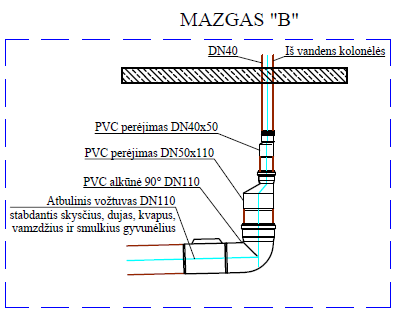 MAZGAS "B"
DN40
Iš vandens kolonėlės
PVC perėjimas DN40x50
PVC perėjimas DN50x110
PVC alkūnė 90° DN110
Atbulinis vožtuvas DN110
stabdantis skysčius, dujas, kvapus,
vamzdžius ir smulkius gyvunėlius